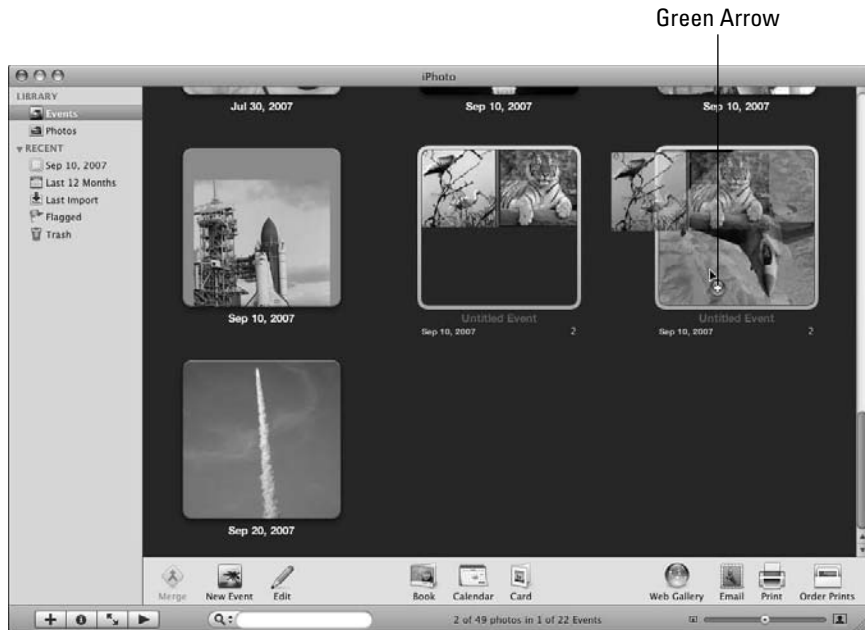 Green Arrow
iPhoto
LIBRARY
Events
Photos
▼ RECENT
Sep 10, 2007
Last 12 Months
Last Import
Flagged
Trash
Jul 30, 2007
Sep 10, 2007
Sep 10, 2007
Sep 10, 2007
Untitled Event
Sep 10, 2007 2
Untitled Event
Sep 10, 2007 2
Sep 20, 2007
Merge
New Event
Edit
Book
Calendar
Card
Web Gallery
Email
Print
Order Prints
2 of 49 photos in 1 of 22 Events